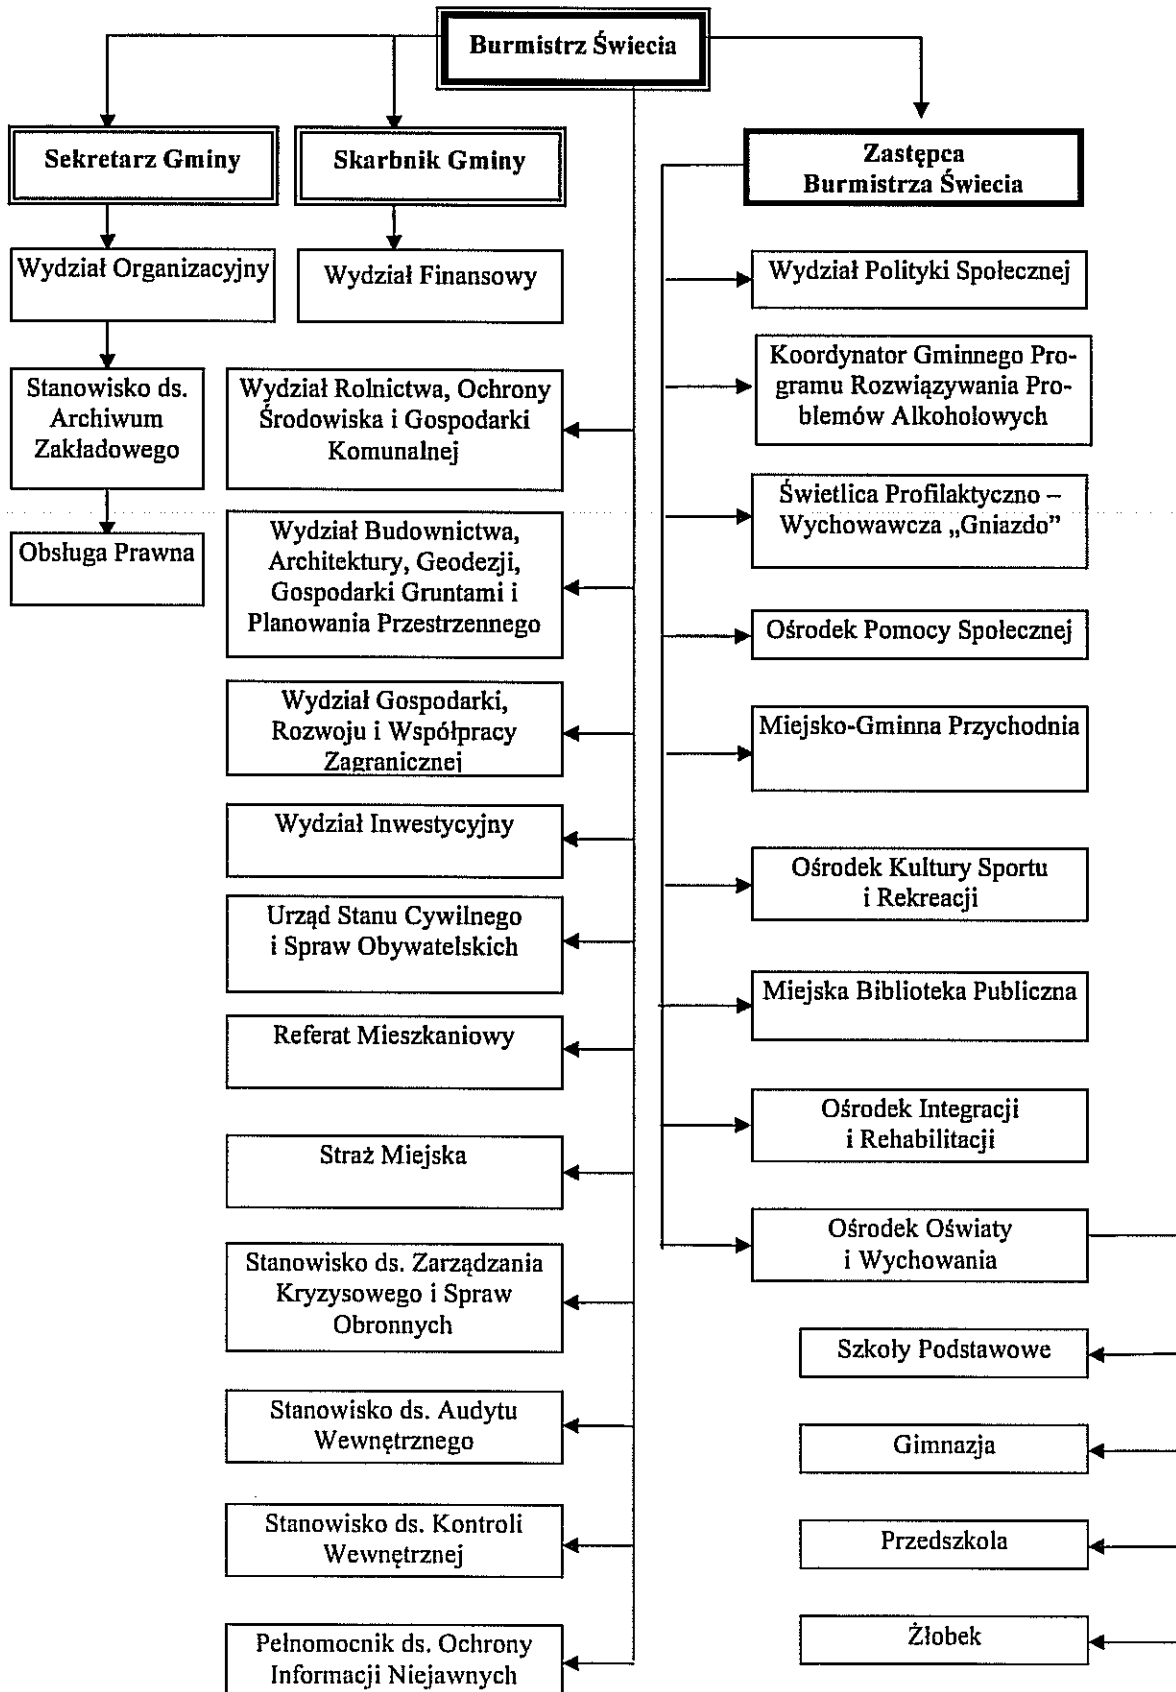 Burmistrz Świecia
Sekretarz Gminy
Skarbnik Gminy
Zastępca
Burmistrza Świecia
Wydział Organizacyjny
Wydział Finansowy
Stanowisko ds.
Archiwum
Zakładowego
Obsługa Prawna
Wydział Rolnictwa, Ochrony
Środowiska i Gospodarki
Komunalnej
Wydział Budownictwa,
Architektury, Geodezji,
Gospodarki Gruntami i
Planowania Przestrzennego
Wydział Gospodarki,
Rozwoju i Współpracy
Zagranicznej
Wydział Inwestycyjny
Urząd Stanu Cywilnego
i Spraw Obywatelskich
Referat Mieszkaniowy
Straż Miejska
Stanowisko ds. Zarządzania
Kryzysowego i Spraw
Obronnych
Stanowisko ds. Audytu
Wewnętrznego
Stanowisko ds. Kontroli
Wewnętrznej
Pełnomocnik ds. Ochrony
Informacji Niejawnych
Wydział Polityki Społecznej
Koordynator Gminnego Pro-
gramu Rozwiązywania Pro-
blemów Alkoholowych
Świetlica Profilaktyczno –
Wychowawcza „Gniazdo”
Ośrodek Pomocy Społecznej
Miejsko-Gminna Przychodnia
Ośrodek Kultury Sportu
i Rekreacji
Miejska Biblioteka Publiczna
Ośrodek Integracji
i Rehabilitacji
Ośrodek Oświaty
i Wychowania
Szkoły Podstawowe
Gimnazja
Przedszkola
Żłobek